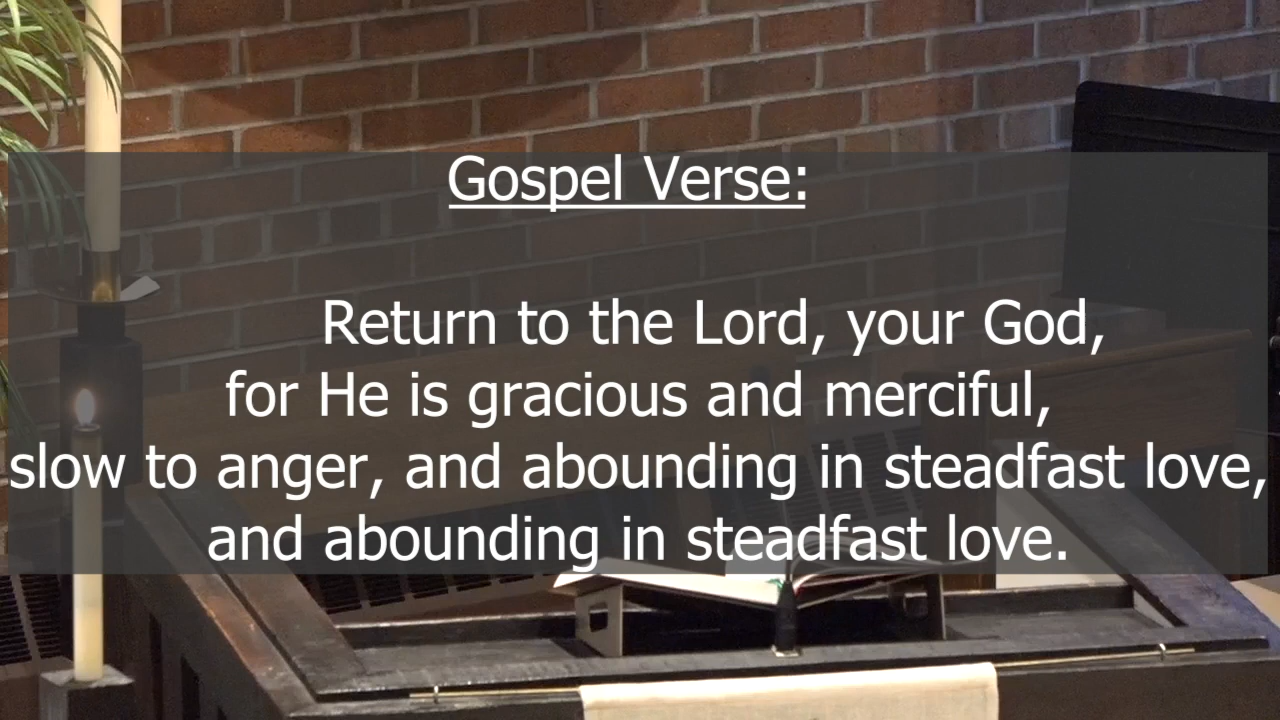 Gospel Verse:
Return to the Lord, your God,
for He is gracious and merciful,
slow to anger, and abounding in steadfast love,
and abounding in steadfast love.